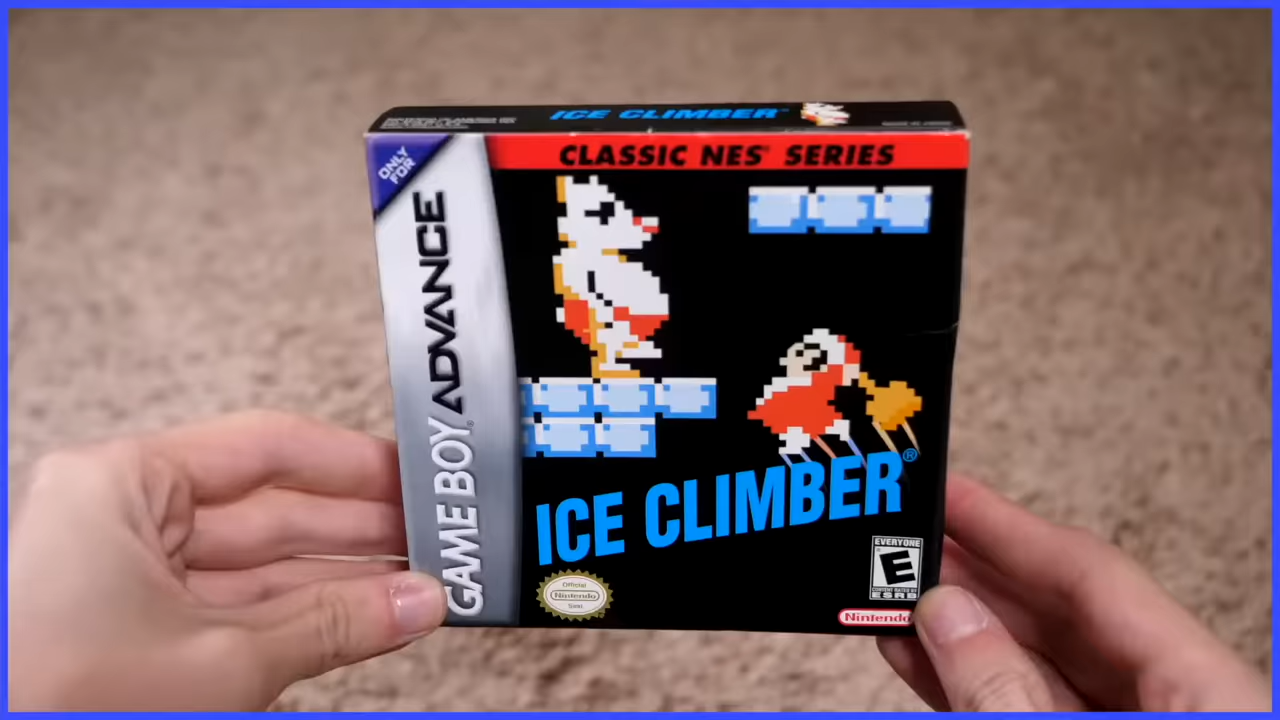 ICE CLIMBER
CLASSIC NES® SERIES
ONLY
FOR
GAME BOY® ADVANCE
ICE CLIMBER®
Official
Nintendo
Seal
EVERYONE
E
CONTENT RATED BY
ESRB
Nintendo